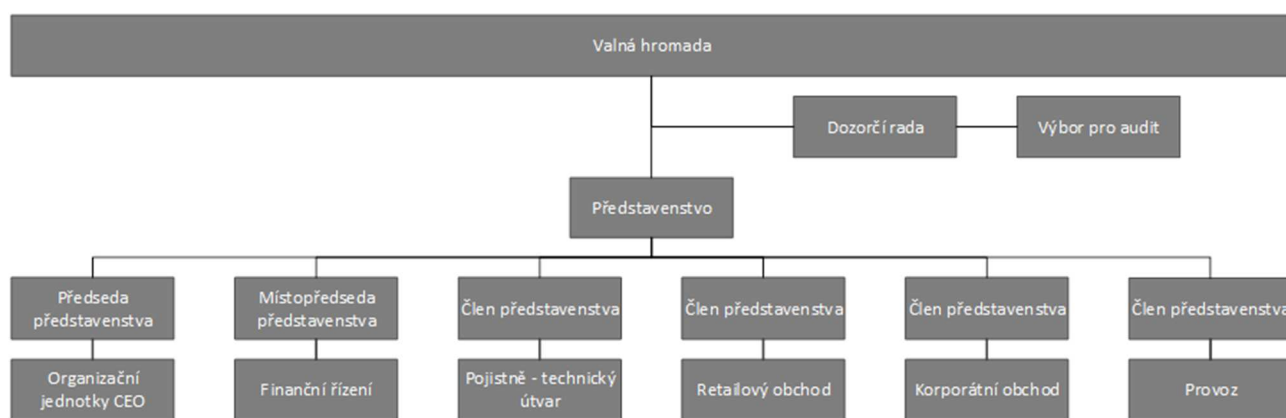 Valná hromada
Dozorčí rada
Výbor pro audit
Představenstvo
Předseda
představenstva
Místopředseda
představenstva
Člen představenstva
Člen představenstva
Člen představenstva
Člen představenstva
Organizační
jednotky CEO
Finanční řízení
Pojistně - technický
útvar
Retailový obchod
Korporátní obchod
Provoz